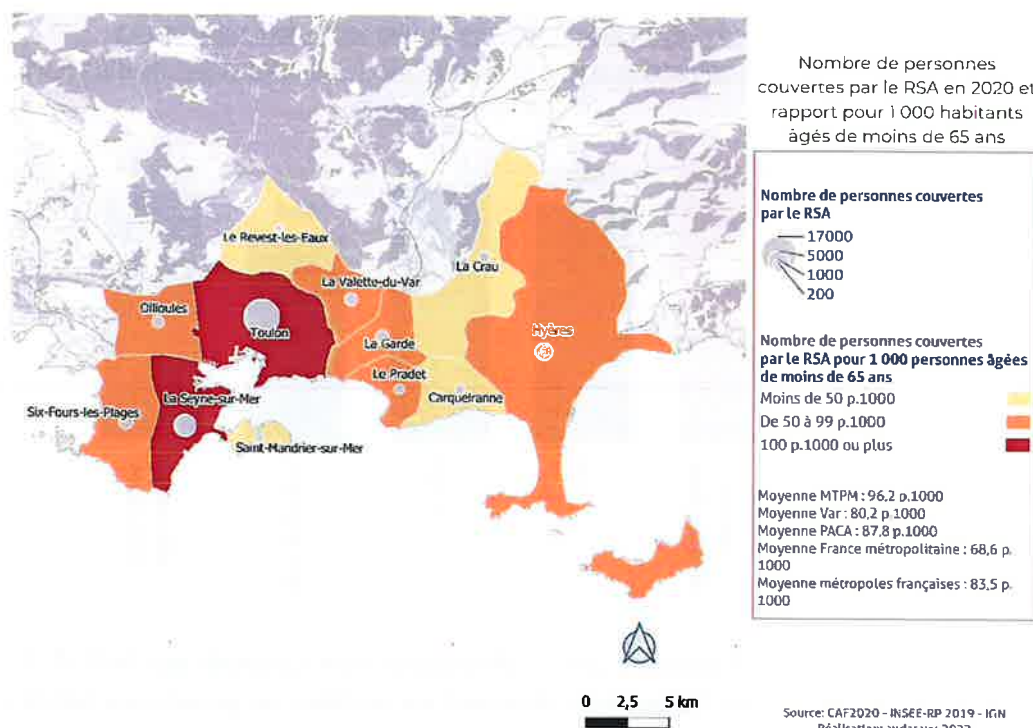 Nombre de personnes
couvertes par le RSA en 2020 et
rapport pour 1 000 habitants
âgés de moins de 65 ans
Nombre de personnes couvertes
par le RSA
17000
5000
1000
200
Nombre de personnes couvertes
par le RSA pour 1 000 personnes âgées
de moins de 65 ans
Moins de 50 p.1000
De 50 à 99 p.1000
100 p.1000 ou plus
Moyenne MTPM : 96,2 p.1000
Moyenne Var : 80,2 p.1000
Moyenne PACA : 87,8 p.1000
Moyenne France métropolitaine : 68,6 p.
1000
Moyenne métropoles françaises : 83,5 p.
1000
Le Revest-les-Eaux
La Crau
La Valette-du-Var
Ollioules
Toulon
Hyères
La Garde
Le Pradet
La Seyne-sur-Mer
Carqueiranne
Six-Fours-les-Plages
Saint-Mandrier-sur-Mer
0 2,5 5 km
Source: CAF2020 - INSEE-RP 2019 - IGN